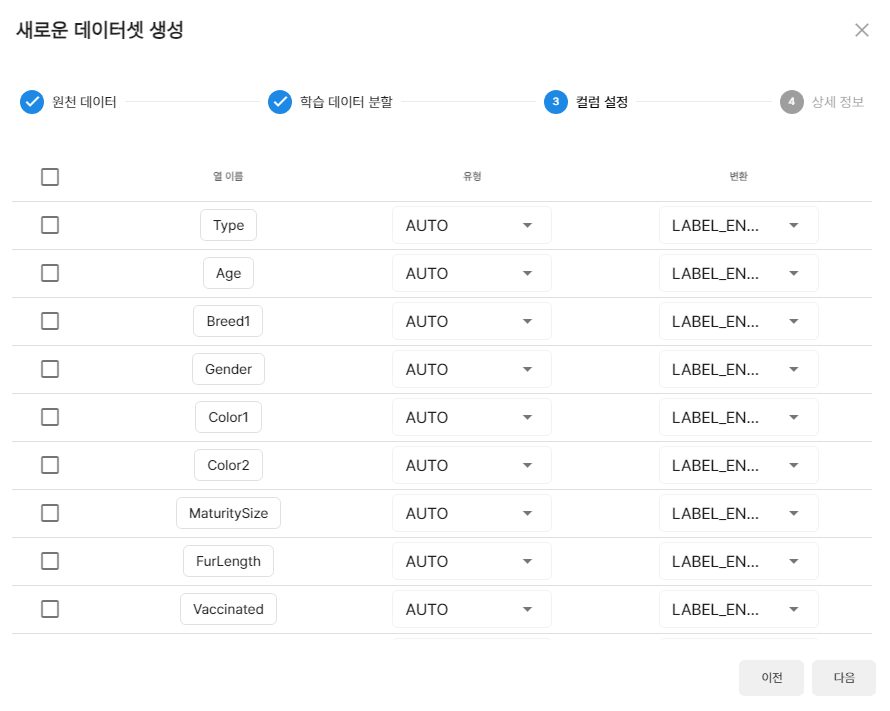 새로운 데이터셋 생성
원천 데이터 학습 데이터 분할 3 컬럼 설정 4 상세 정보
열 이름 유형 변환
Type AUTO LABEL_EN...
Age AUTO LABEL_EN...
Breed1 AUTO LABEL_EN...
Gender AUTO LABEL_EN...
Color1 AUTO LABEL_EN...
Color2 AUTO LABEL_EN...
MaturitySize AUTO LABEL_EN...
FurLength AUTO LABEL_EN...
Vaccinated AUTO LABEL_EN...
이전 다음